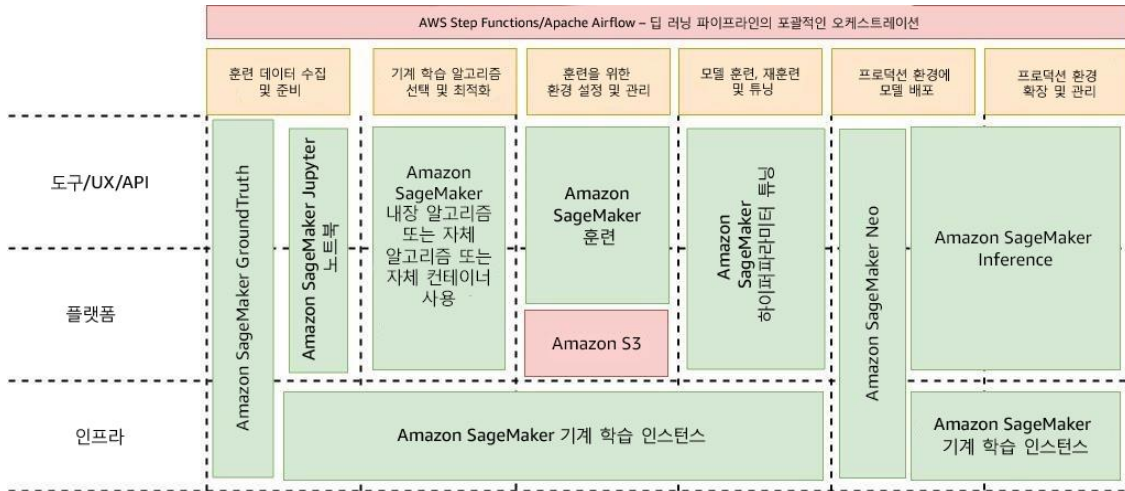 AWS Step Functions/Apache Airflow – 딥 러닝 파이프라인의 포괄적인 오케스트레이션
훈련 데이터 수집
및 준비
기계 학습 알고리즘
선택 및 최적화
훈련을 위한
환경 설정 및 관리
모델 훈련, 재훈련
및 튜닝
프로덕션 환경에
모델 배포
프로덕션 환경
확장 및 관리
도구/UX/API
플랫폼
인프라
Amazon SageMaker GroundTruth
Amazon SageMaker Jupyter
노트북
Amazon
SageMaker
내장 알고리즘
또는 자체
알고리즘 또는
자체 컨테이너
사용
Amazon
SageMaker
훈련
Amazon S3
Amazon
SageMaker
하이퍼파라미터 튜닝
Amazon SageMaker Neo
Amazon SageMaker
Inference
Amazon SageMaker 기계 학습 인스턴스
Amazon SageMaker
기계 학습 인스턴스